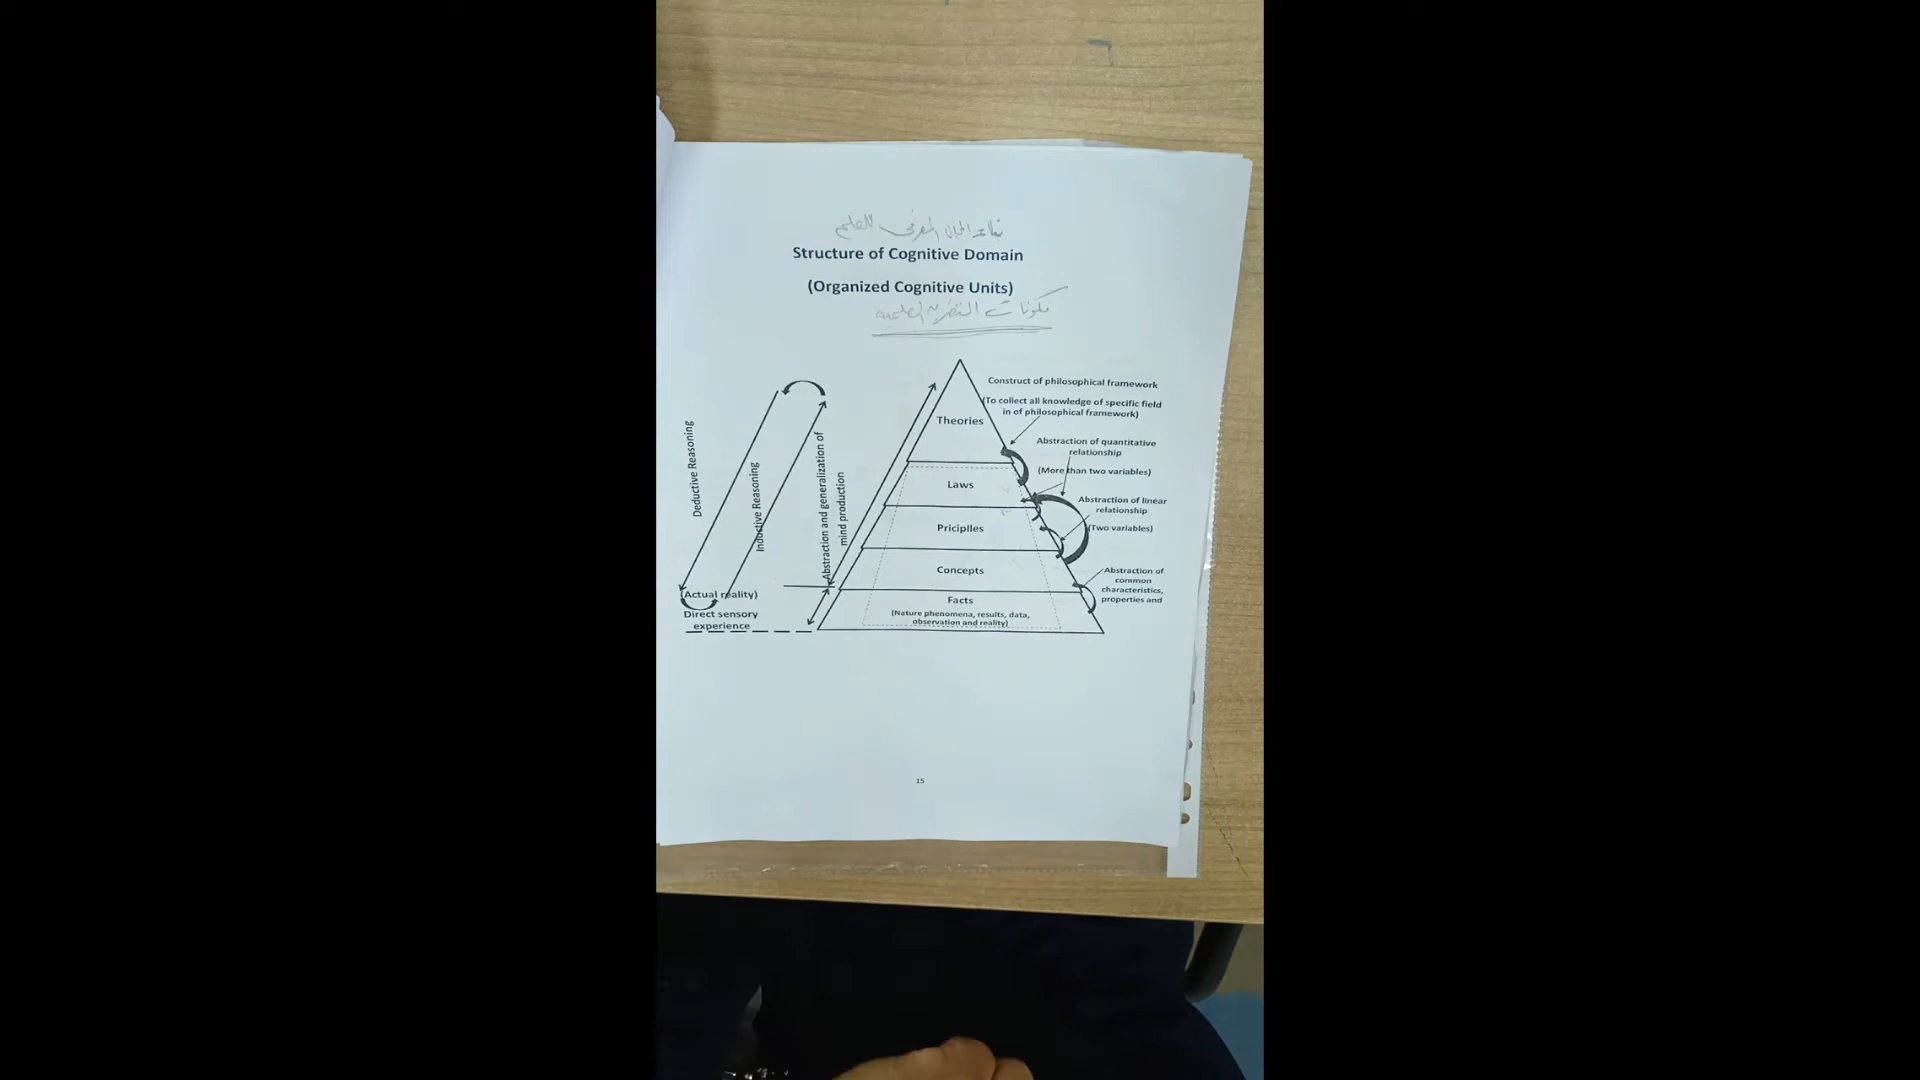 بناء المجال المعرفي للعلم
Structure of Cognitive Domain
(Organized Cognitive Units)
مكونات النظرية العلمية
Construct of philosophical framework
(To collect all knowledge of specific field
in of philosophical framework)
Theories
Abstraction of quantitative
relationship
(More than two variables)
Laws
Abstraction of linear
relationship
(Two variables)
Priciplles
Concepts
Abstraction of
common
characteristics,
properties and
Facts
(Nature phenomena, results, data,
observation and reality)
Deductive Reasoning
Inductive Reasoning
Abstraction and generalization of
mind production
(Actual reality)
Direct sensory
experience
15